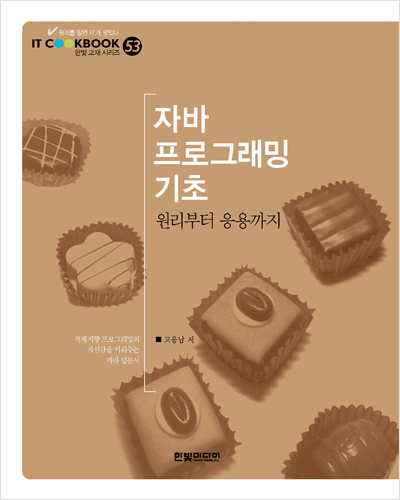 원리를 알면 IT가 맛있다
IT COOKBOOK
한빛 교재 시리즈
53
자바
프로그래밍
기초
원리부터 응용까지
객체지향 프로그래밍의
자신감을 키워주는
자바 입문서
■ 고응남 저
한빛미디어